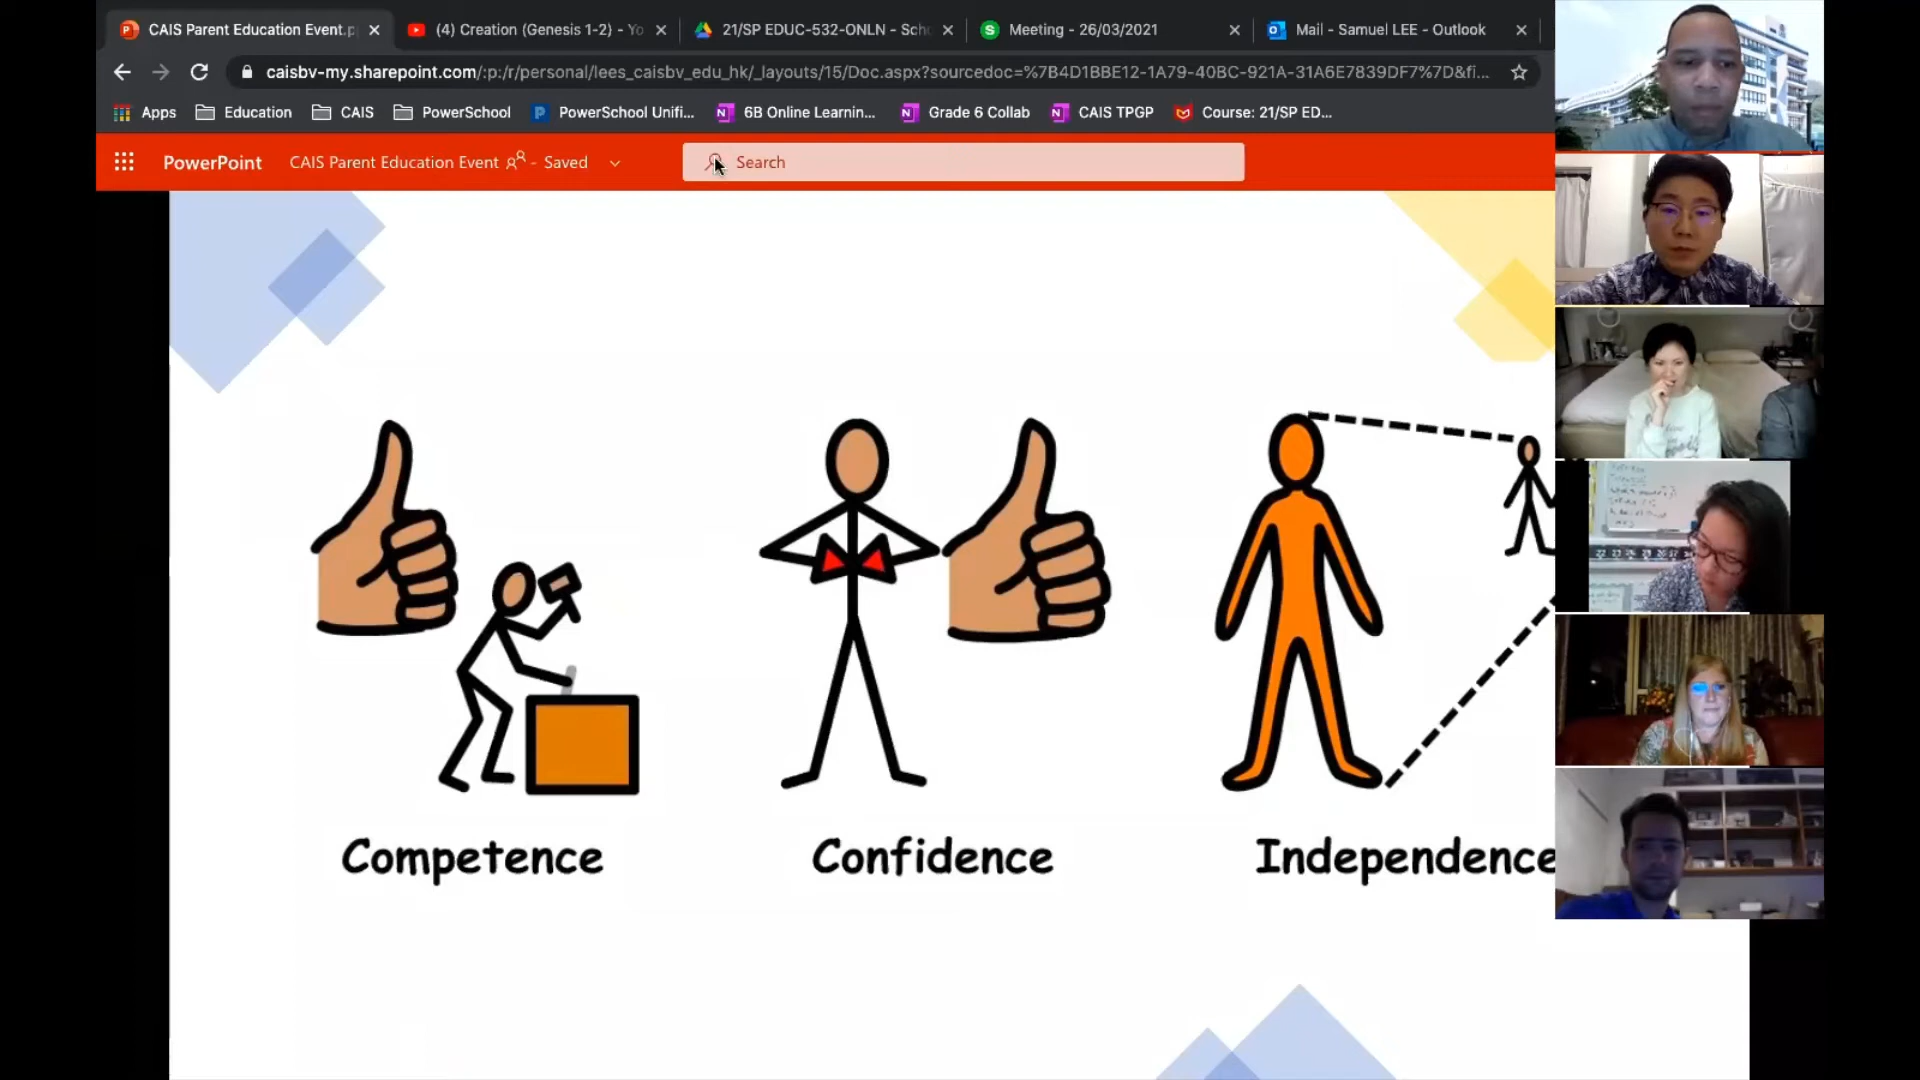 CAIS Parent Education Event.p
(4) Creation (Genesis 1-2) - Yo
21/SP EDUC-532-ONLN - Sch
Meeting - 26/03/2021
Mail - Samuel LEE - Outlook
caisbv-my.sharepoint.com/:p:/r/personal/lees_caisbv_edu_hk/_layouts/15/Doc.aspx?sourcedoc=%7B4D1BBE12-1A79-40BC-921A-31A6E7839DF7%7D&fi...
Apps
Education
CAIS
PowerSchool
PowerSchool Unifi...
6B Online Learnin...
Grade 6 Collab
CAIS TPGP
Course: 21/SP ED...
PowerPoint
CAIS Parent Education Event - Saved
Search
Competence
Confidence
Independence